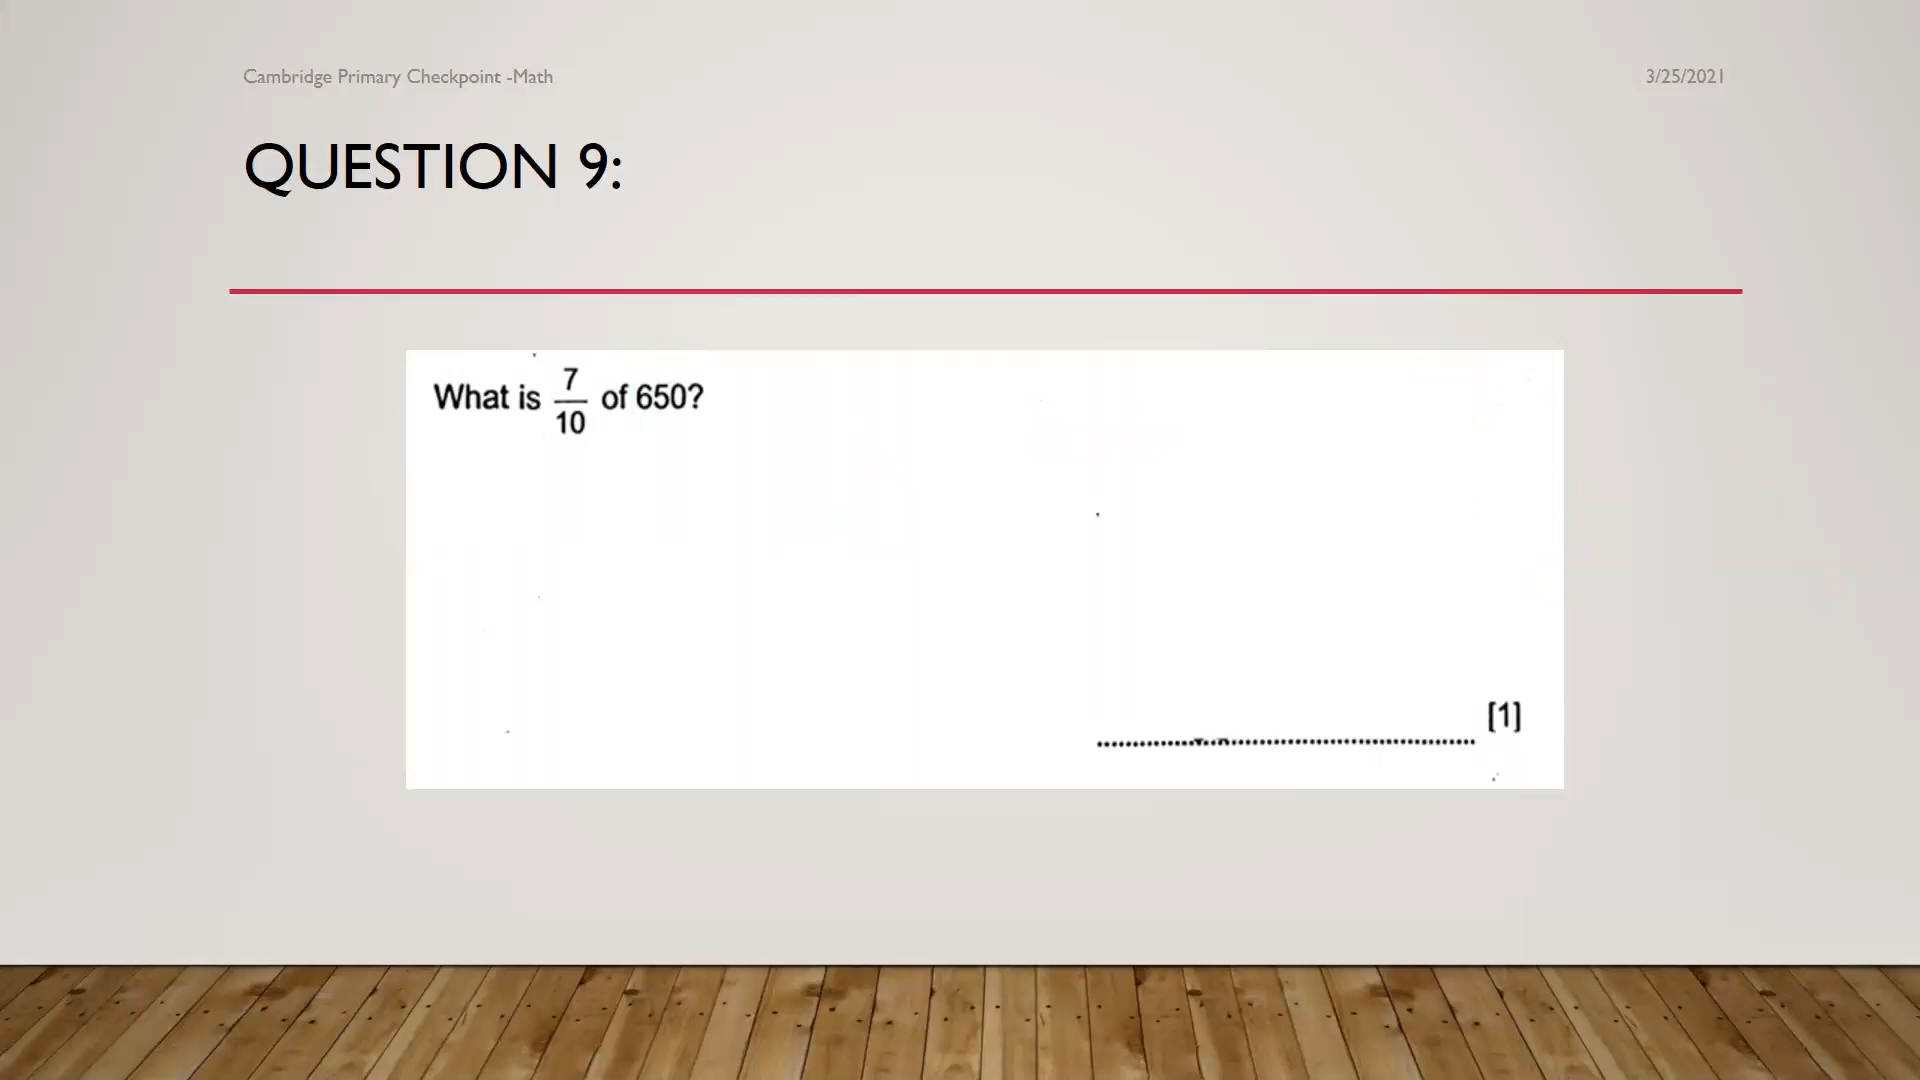 Cambridge Primary Checkpoint -Math
3/25/2021
QUESTION 9:
What is 7/10 of 650?
[1]